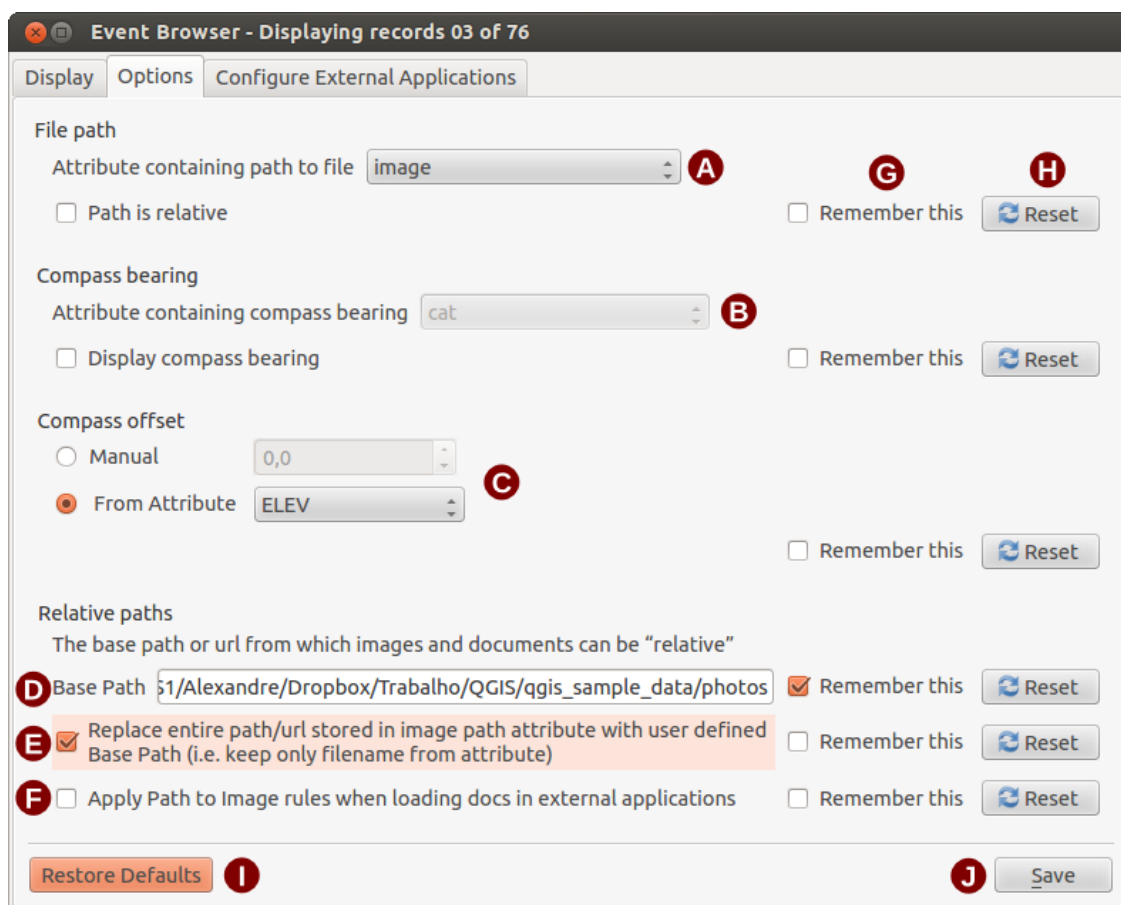 Event Browser - Displaying records 03 of 76
Display Options Configure External Applications
File path
Attribute containing path to file image A
G H
Path is relative Remember this Reset
Compass bearing
Attribute containing compass bearing cat B
Display compass bearing Remember this Reset
Compass offset
Manual 0,0
C
From Attribute ELEV
Remember this Reset
Relative paths
The base path or url from which images and documents can be “relative”
D Base Path /Alexandre/Dropbox/Trabalho/QGIS/qgis_sample_data/photos Remember this Reset
E Replace entire path/url stored in image path attribute with user defined
Base Path (i.e. keep only filename from attribute) Remember this Reset
F Apply Path to Image rules when loading docs in external applications Remember this Reset
Restore Defaults I J Save